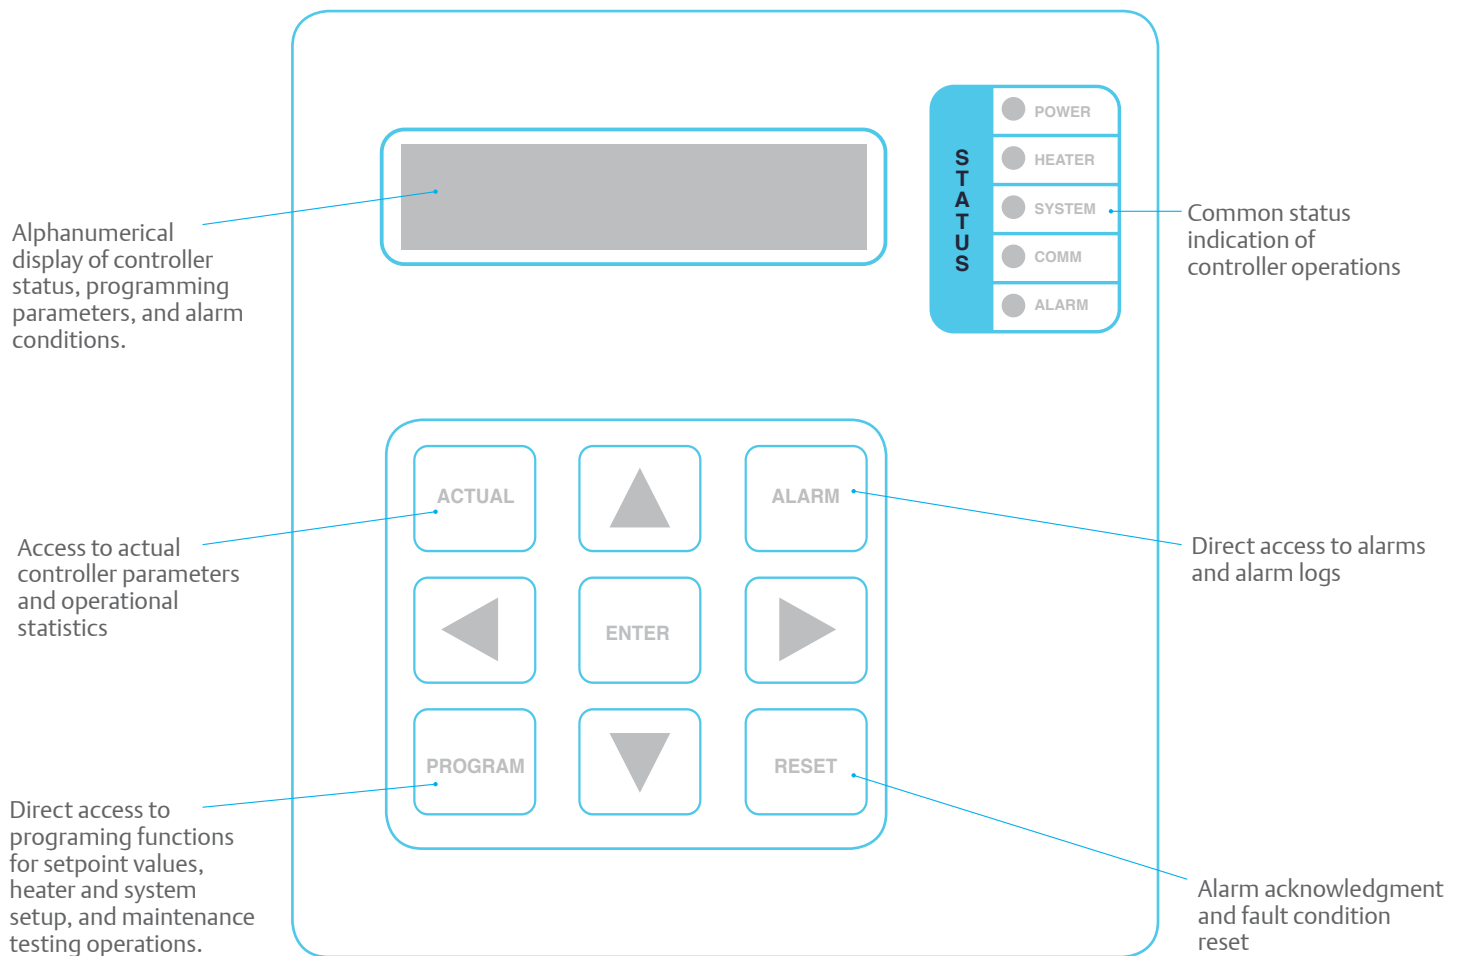 Alphanumerical
display of controller
status, programming
parameters, and alarm
conditions.
STATUS
POWER
HEATER
SYSTEM
COMM
ALARM
Common status
indication of
controller operations
ACTUAL
ALARM
Access to actual
controller parameters
and operational
statistics
Direct access to alarms
and alarm logs
ENTER
PROGRAM
RESET
Direct access to
programing functions
for setpoint values,
heater and system
setup, and maintenance
testing operations.
Alarm acknowledgment
and fault condition
reset